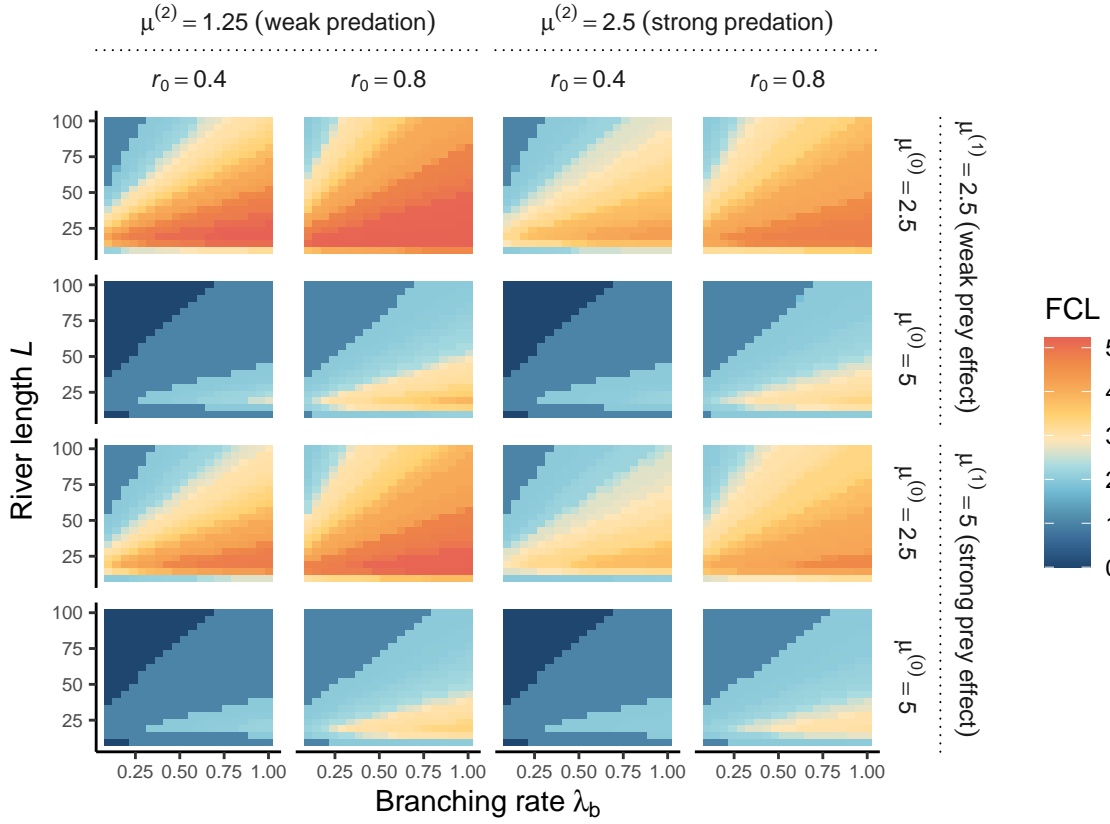 μ(2) = 1.25 (weak predation) μ(2) = 2.5 (strong predation)
r0 = 0.4 r0 = 0.8 r0 = 0.4 r0 = 0.8
100
75
50
25
μ(0) = 2.5
100
75
50
25
μ(0) = 5
μ(1) = 2.5 (weak prey effect)
100
75
50
25
μ(0) = 2.5
100
75
50
25
μ(0) = 5
μ(1) = 5 (strong prey effect)
River length L
0.25 0.50 0.75 1.00 0.25 0.50 0.75 1.00 0.25 0.50 0.75 1.00 0.25 0.50 0.75 1.00
Branching rate λb
FCL
5
4
3
2
1
0